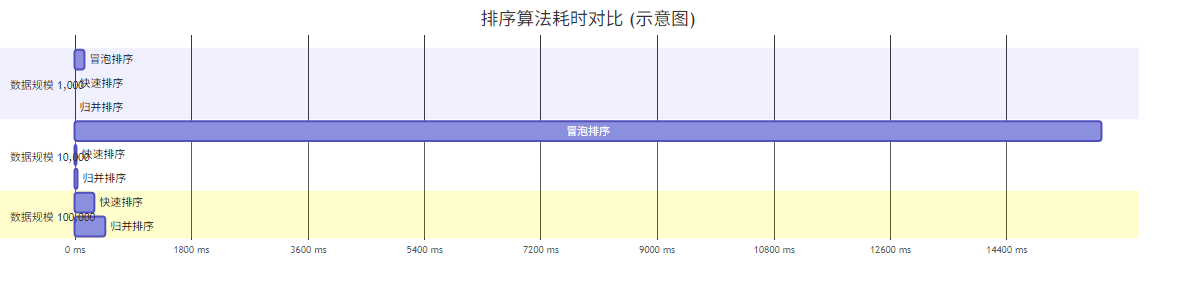 排序算法耗时对比 (示意图)
冒泡排序
数据规模 1,000
快速排序
归并排序
冒泡排序
数据规模 10,000
快速排序
归并排序
快速排序
数据规模 100,000
归并排序
0 ms 1800 ms 3600 ms 5400 ms 7200 ms 9000 ms 10800 ms 12600 ms 14400 ms